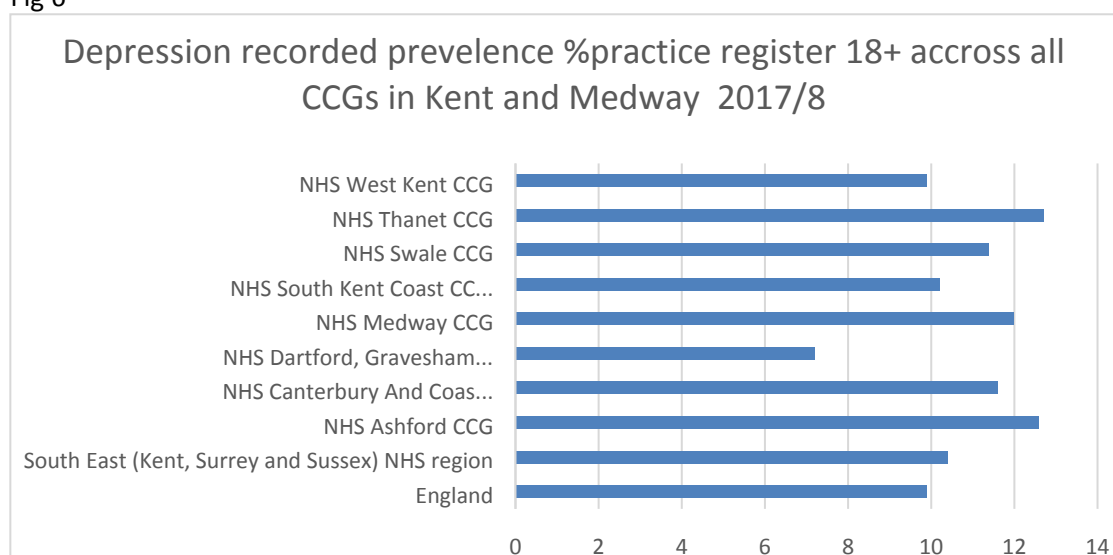 Depression recorded prevelence %practice register 18+ accross all
CCGs in Kent and Medway 2017/8
NHS West Kent CCG
NHS Thanet CCG
NHS Swale CCG
NHS South Kent Coast CC...
NHS Medway CCG
NHS Dartford, Gravesham...
NHS Canterbury And Coas...
NHS Ashford CCG
South East (Kent, Surrey and Sussex) NHS region
England
0 2 4 6 8 10 12 14